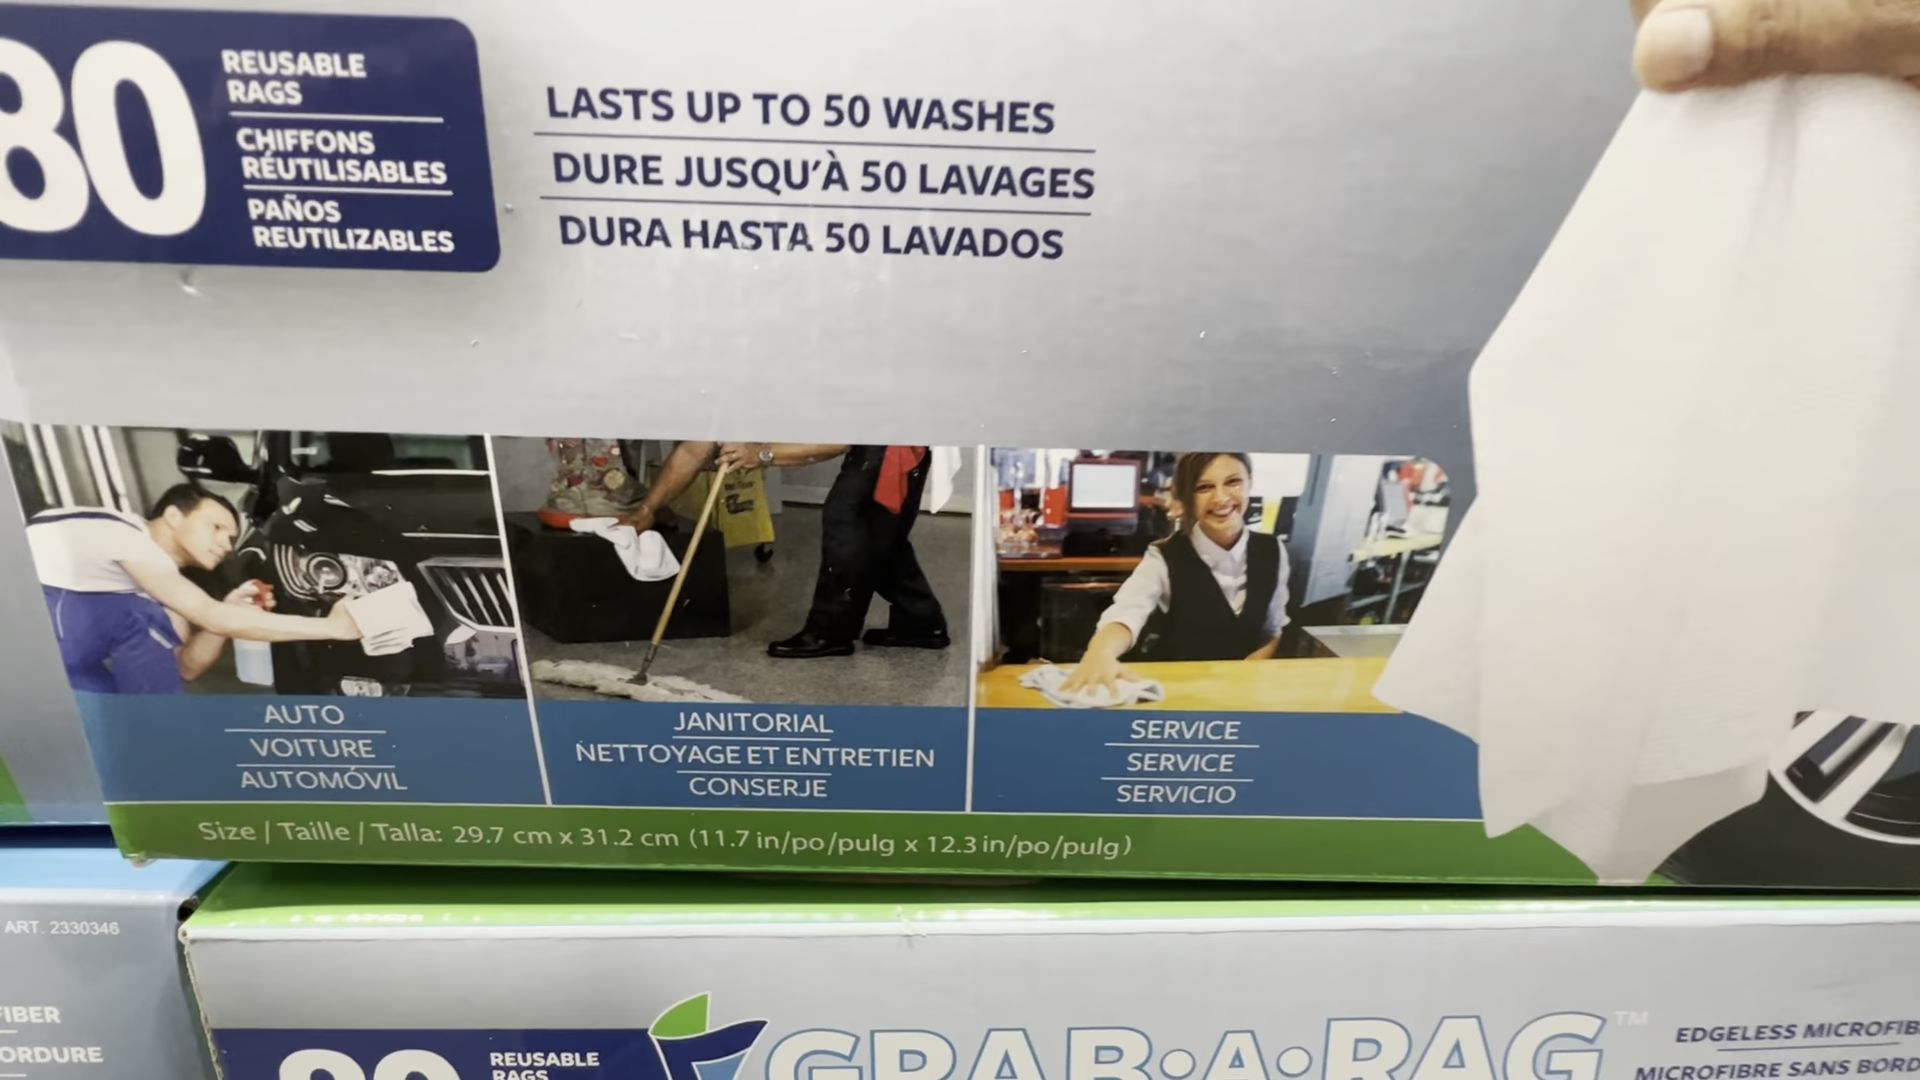 80
REUSABLE
RAGS
CHIFFONS
RÉUTILISABLES
PAÑOS
REUTILIZABLES
LASTS UP TO 50 WASHES
DURE JUSQU'À 50 LAVAGES
DURA HASTA 50 LAVADOS
AUTO
VOITURE
AUTOMÓVIL
JANITORIAL
NETTOYAGE ET ENTRETIEN
CONSERJE
SERVICE
SERVICE
SERVICIO
Size / Taille / Talla: 29.7 cm x 31.2 cm (11.7 in/po/pulg x 12.3 in/po/pulg)
ART. 2330346
FIBER
ORDURE
80
REUSABLE
RAGS
GRAB•A•RAG™
EDGELESS MICROFIB
MICROFIBRE SANS BORD